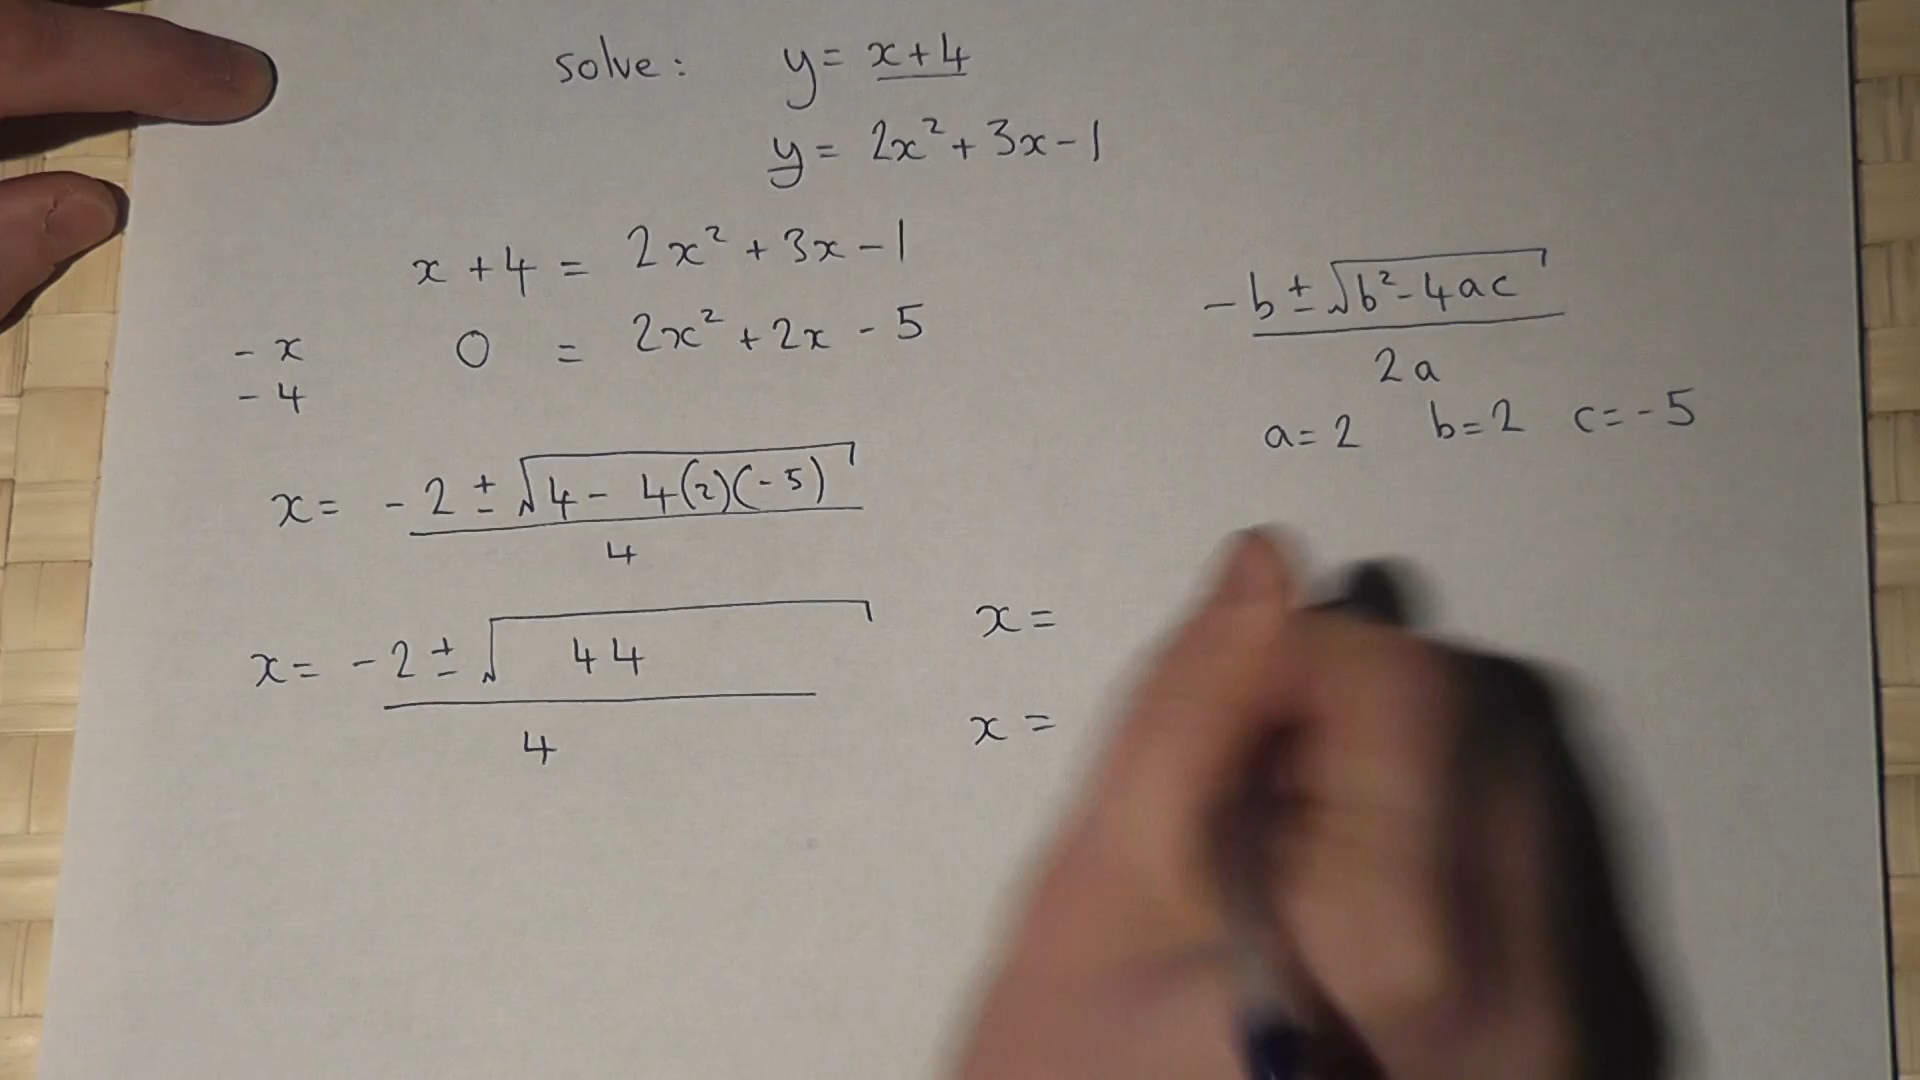 solve: y = x + 4
y = 2x² + 3x - 1
x + 4 = 2x² + 3x - 1
- x 0 = 2x² + 2x - 5
- 4
-b ± √b² - 4ac
2a
a = 2 b = 2 c = -5
x = -2 ± √4 - 4(2)(-5)
4
x = -2 ± √44
4
x =
x =